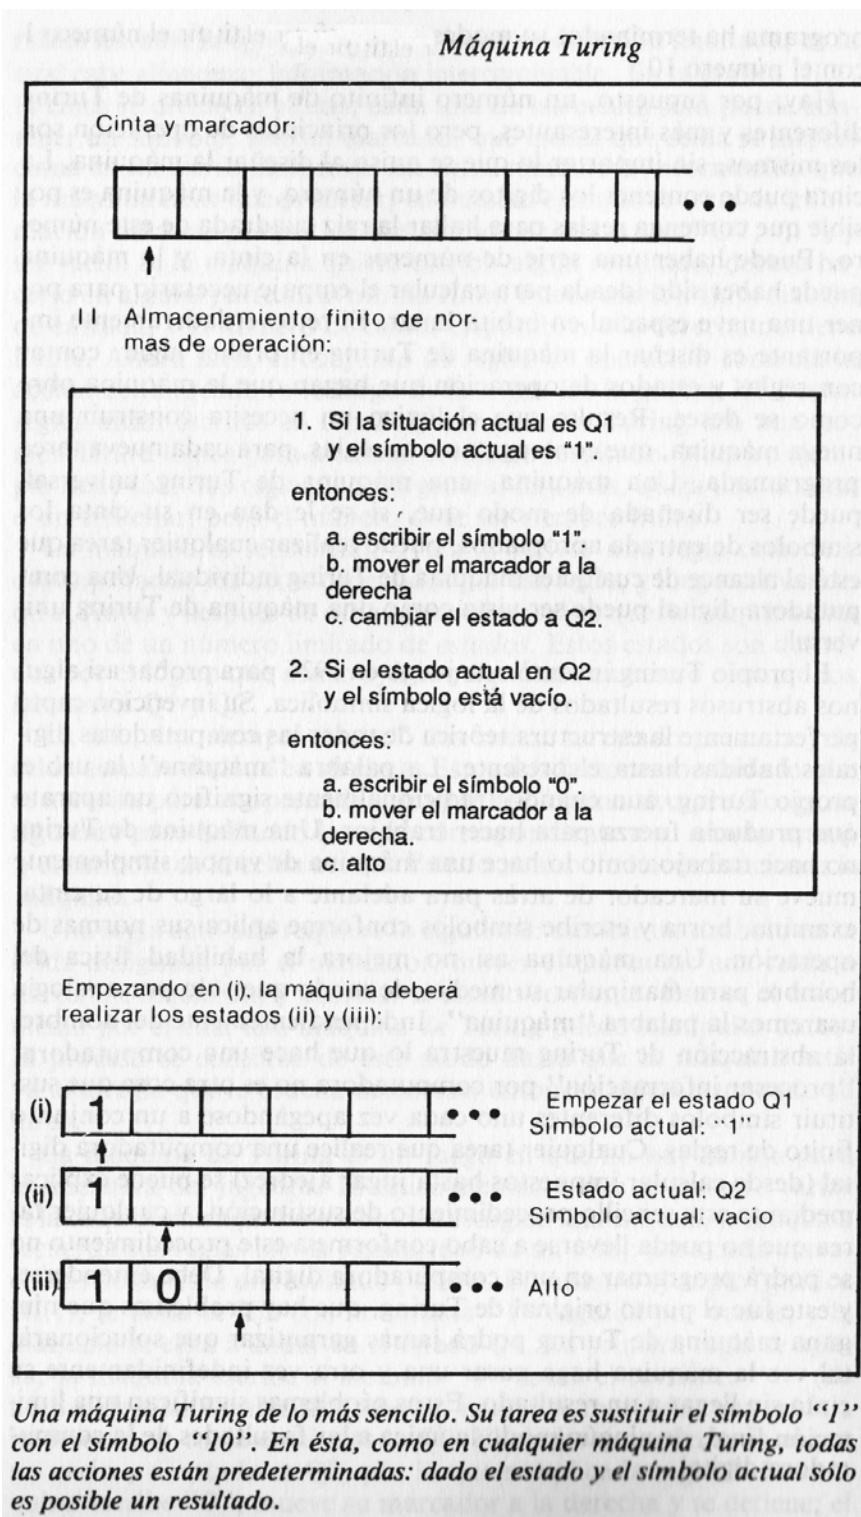 Máquina Turing
I Cinta y marcador:
II Almacenamiento finito de nor-
mas de operación:
1. Si la situación actual es Q1
y el símbolo actual es “1”.
entonces:
a. escribir el símbolo “1”.
b. mover el marcador a la
derecha
c. cambiar el estado a Q2.
2. Si el estado actual en Q2
y el símbolo está vacío.
entonces:
a. escribir el símbolo “0”.
b. mover el marcador a la
derecha.
c. alto
Empezando en (i), la máquina deberá
realizar los estados (ii) y (iii):
(i) 1 Empezar el estado Q1
Símbolo actual: “1”
(ii) 1 Estado actual: Q2
Símbolo actual: vacío
(iii) 1 0 Alto
Una máquina Turing de lo más sencillo. Su tarea es sustituir el símbolo “1”
con el símbolo “10”. En ésta, como en cualquier máquina Turing, todas
las acciones están predeterminadas: dado el estado y el símbolo actual sólo
es posible un resultado.